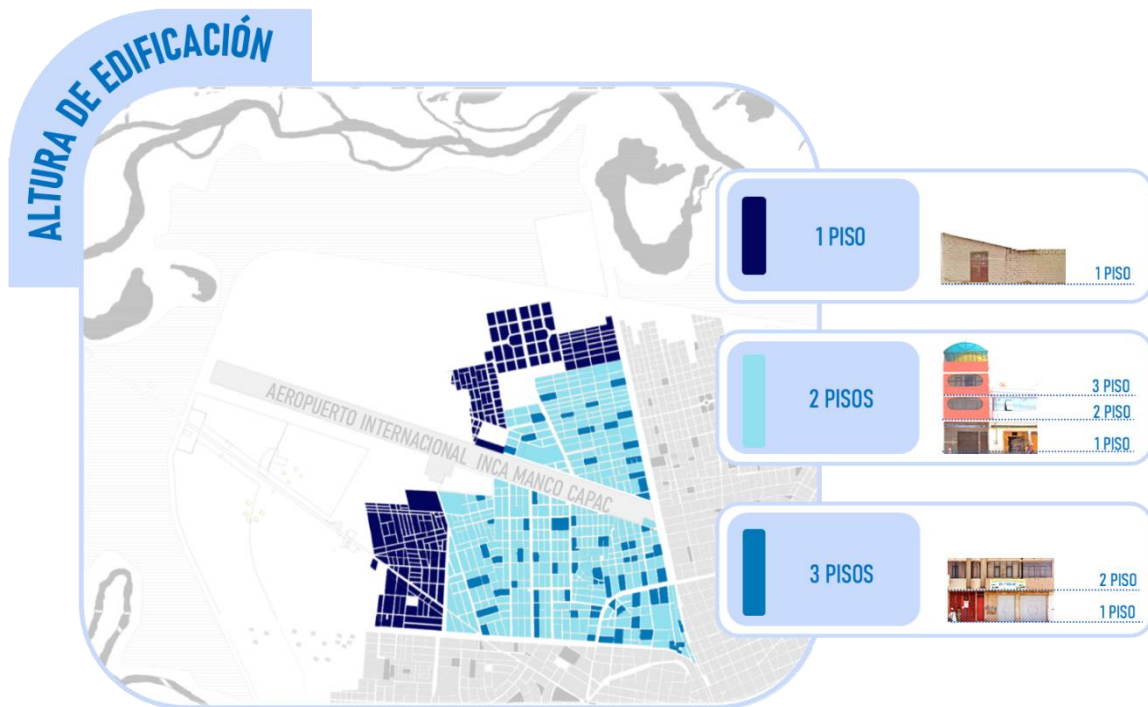 ALTURA DE EDIFICACIÓN
AEROPUERTO INTERNACIONAL INCA MANCO CAPAC
1 PISO
1 PISO
2 PISOS
3 PISO
2 PISO
1 PISO
3 PISOS
2 PISO
1 PISO